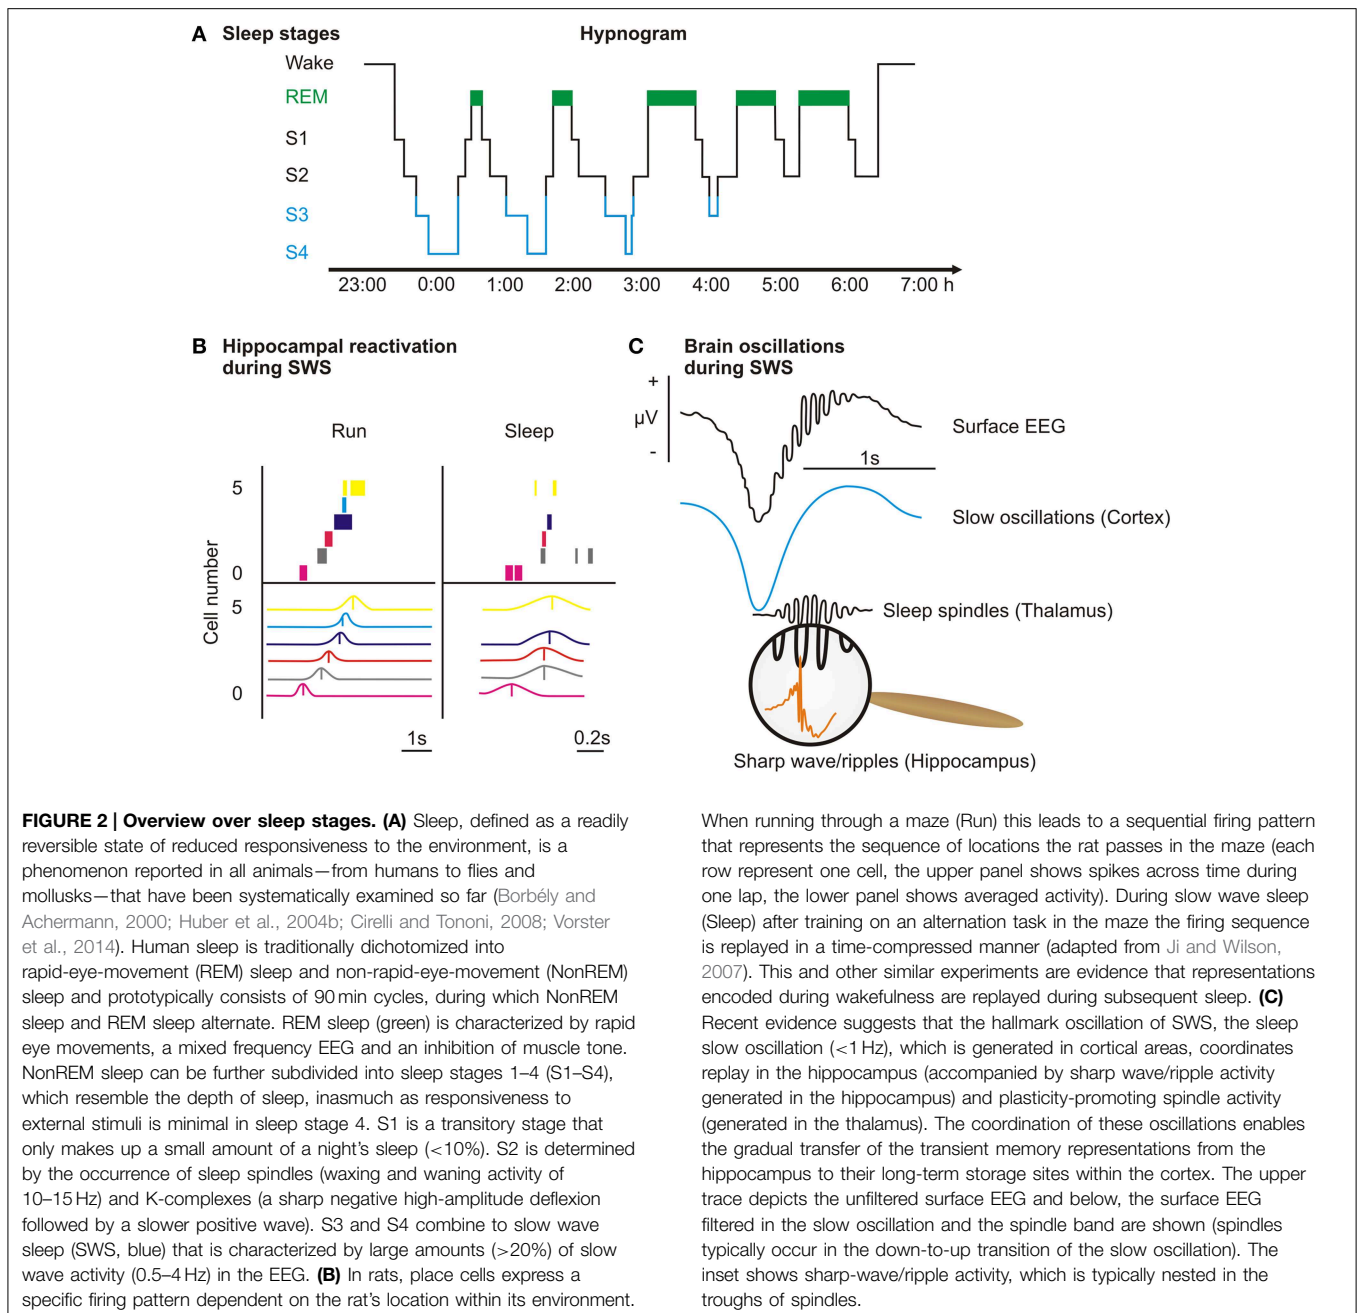 A Sleep stages
Hypnogram
Wake
REM
S1
S2
S3
S4
23:00 0:00 1:00 2:00 3:00 4:00 5:00 6:00 7:00 h
B Hippocampal reactivation
during SWS
Run
Sleep
Cell number
5
0
5
0
1s
0.2s
C Brain oscillations
during SWS
+
µV
-
Surface EEG
1s
Slow oscillations (Cortex)
Sleep spindles (Thalamus)
Sharp wave/ripples (Hippocampus)
FIGURE 2 | Overview over sleep stages. (A) Sleep, defined as a readily
reversible state of reduced responsiveness to the environment, is a
phenomenon reported in all animals—from humans to flies and
mollusks—that have been systematically examined so far (Borbély and
Achermann, 2000; Huber et al., 2004b; Cirelli and Tononi, 2008; Vorster
et al., 2014). Human sleep is traditionally dichotomized into
rapid-eye-movement (REM) sleep and non-rapid-eye-movement (NonREM)
sleep and prototypically consists of 90 min cycles, during which NonREM
sleep and REM sleep alternate. REM sleep (green) is characterized by rapid
eye movements, a mixed frequency EEG and an inhibition of muscle tone.
NonREM sleep can be further subdivided into sleep stages 1–4 (S1–S4),
which resemble the depth of sleep, inasmuch as responsiveness to
external stimuli is minimal in sleep stage 4. S1 is a transitory stage that
only makes up a small amount of a night's sleep (<10%). S2 is determined
by the occurrence of sleep spindles (waxing and waning activity of
10–15 Hz) and K-complexes (a sharp negative high-amplitude deflexion
followed by a slower positive wave). S3 and S4 combine to slow wave
sleep (SWS, blue) that is characterized by large amounts (>20%) of slow
wave activity (0.5–4 Hz) in the EEG. (B) In rats, place cells express a
specific firing pattern dependent on the rat's location within its environment.
When running through a maze (Run) this leads to a sequential firing pattern
that represents the sequence of locations the rat passes in the maze (each
row represent one cell, the upper panel shows spikes across time during
one lap, the lower panel shows averaged activity). During slow wave sleep
(Sleep) after training on an alternation task in the maze the firing sequence
is replayed in a time-compressed manner (adapted from Ji and Wilson,
2007). This and other similar experiments are evidence that representations
encoded during wakefulness are replayed during subsequent sleep. (C)
Recent evidence suggests that the hallmark oscillation of SWS, the sleep
slow oscillation (<1 Hz), which is generated in cortical areas, coordinates
replay in the hippocampus (accompanied by sharp wave/ripple activity
generated in the hippocampus) and plasticity-promoting spindle activity
(generated in the thalamus). The coordination of these oscillations enables
the gradual transfer of the transient memory representations from the
hippocampus to their long-term storage sites within the cortex. The upper
trace depicts the unfiltered surface EEG and below, the surface EEG
filtered in the slow oscillation and the spindle band are shown (spindles
typically occur in the down-to-up transition of the slow oscillation). The
inset shows sharp-wave/ripple activity, which is typically nested in the
troughs of spindles.